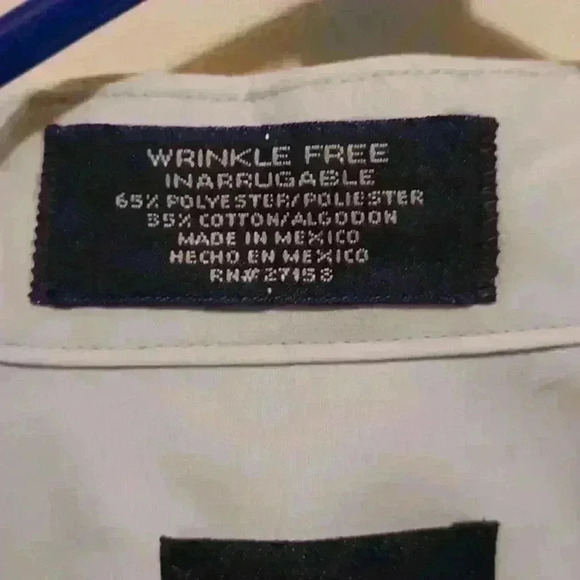 WRINKLE FREE
INARRUGABLE
65% POLYESTER/POLIESTER
35% COTTON/ALGODON
MADE IN MEXICO
HECHO EN MEXICO
RN# 27158